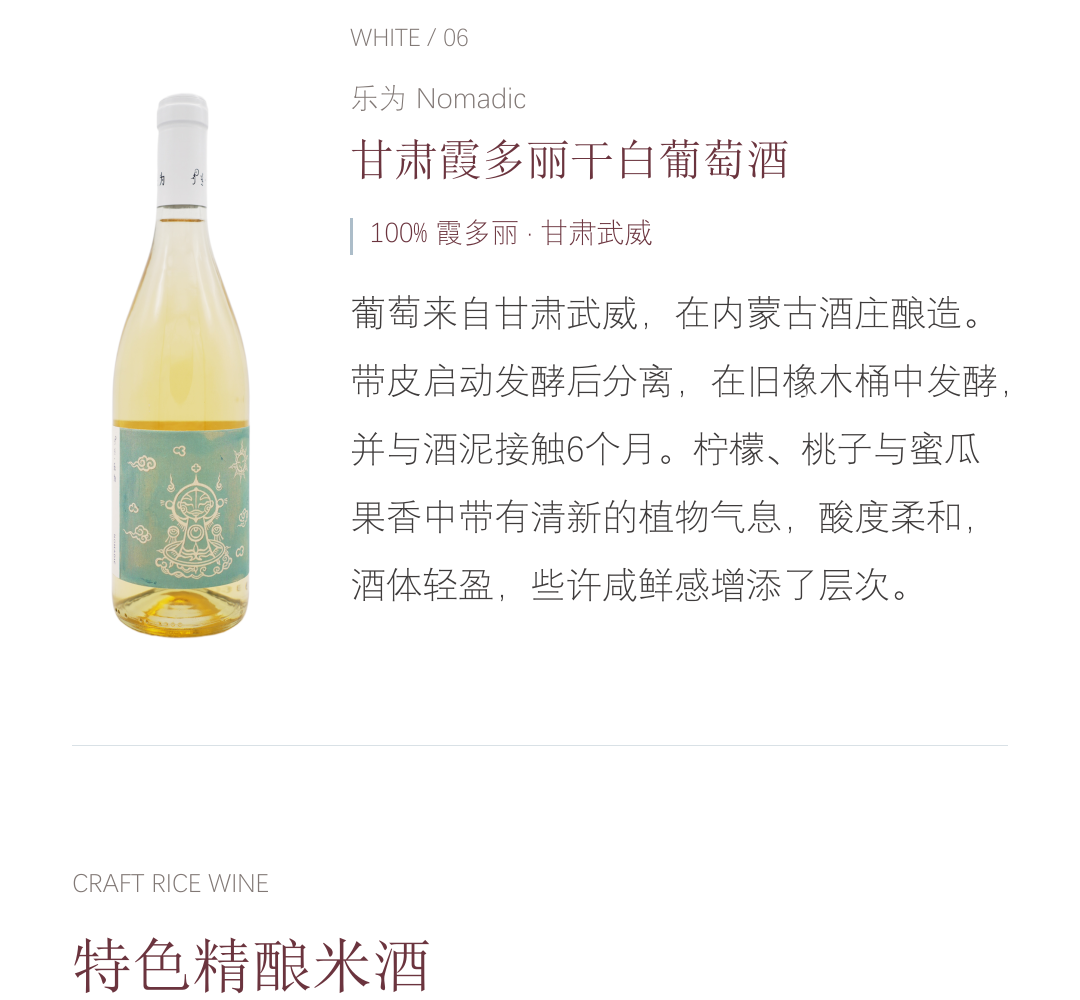 WHITE / 06
乐为 Nomadic
甘肃霞多丽干白葡萄酒
100% 霞多丽 · 甘肃武威
葡萄来自甘肃武威，在内蒙古酒庄酿造。
带皮启动发酵后分离，在旧橡木桶中发酵，
并与酒泥接触6个月。柠檬、桃子与蜜瓜
果香中带有清新的植物气息，酸度柔和，
酒体轻盈，些许咸鲜感增添了层次。
CRAFT RICE WINE
特色精酿米酒